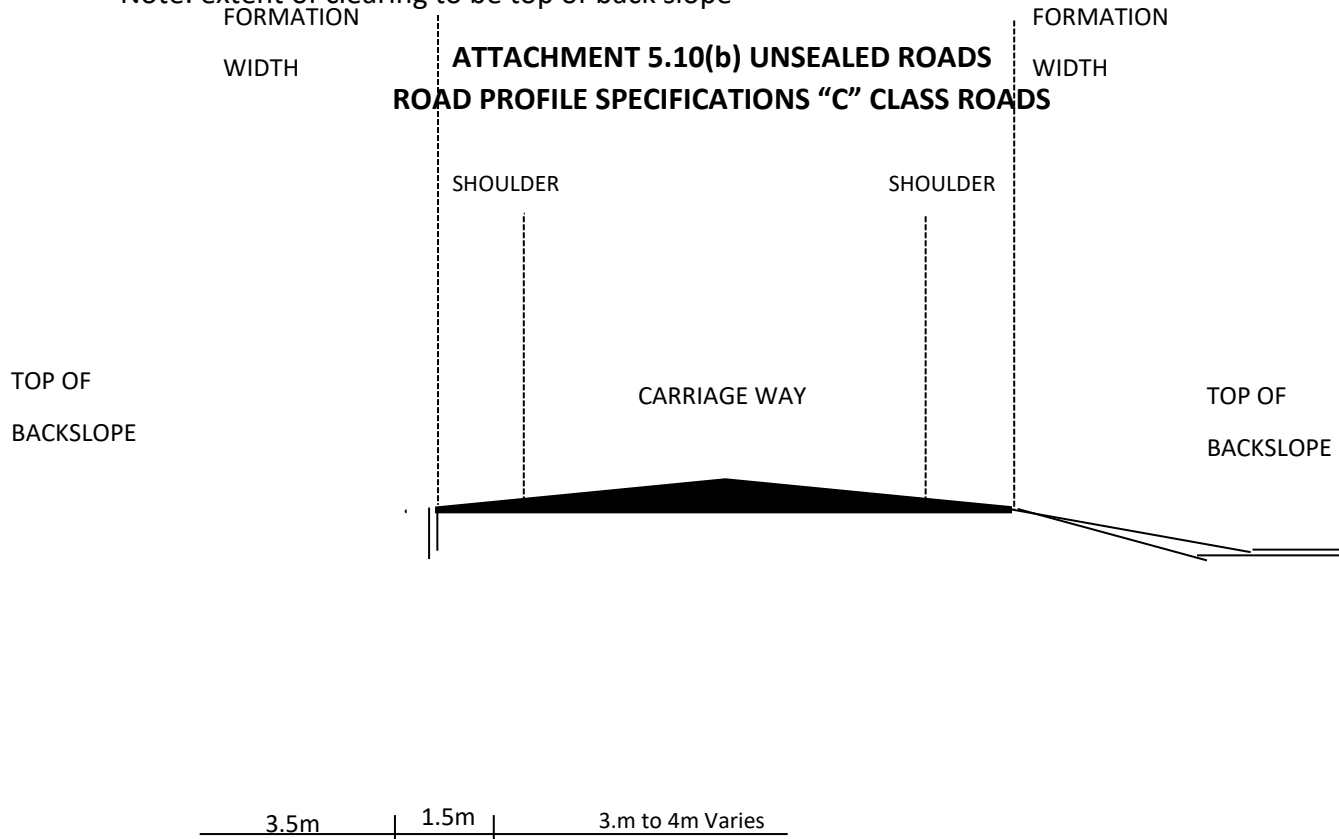 Note: extent of clearing to be top of back slope
FORMATION
WIDTH
FORMATION
WIDTH
ATTACHMENT 5.10(b) UNSEALED ROADS
ROAD PROFILE SPECIFICATIONS “C” CLASS ROADS
SHOULDER
SHOULDER
TOP OF
BACKSLOPE
CARRIAGE WAY
TOP OF
BACKSLOPE
3.5m
1.5m
3.m to 4m Varies